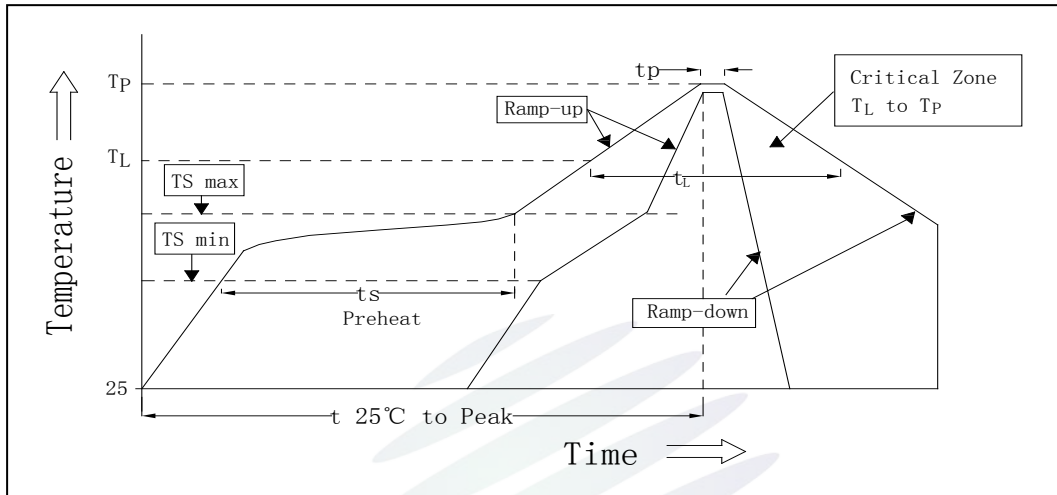 tp
TP
Critical Zone
TL to TP
Ramp-up
TL
TS max
tL
TS min
ts
Preheat
Ramp-down
25
t 25℃ to Peak
Time
Temperature